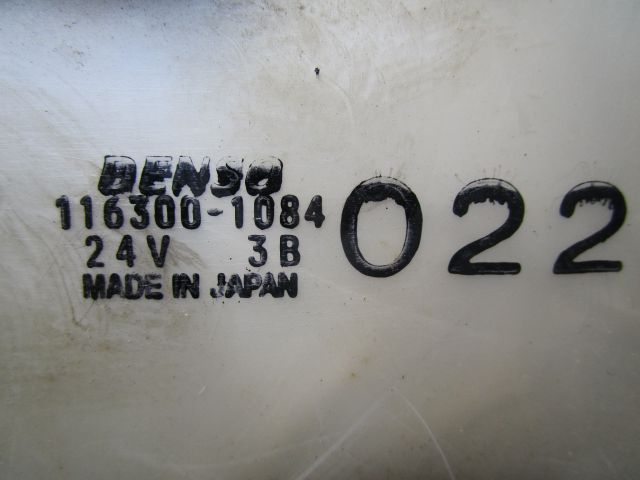 DENSO
116300-1084
24V 3B
MADE IN JAPAN
022